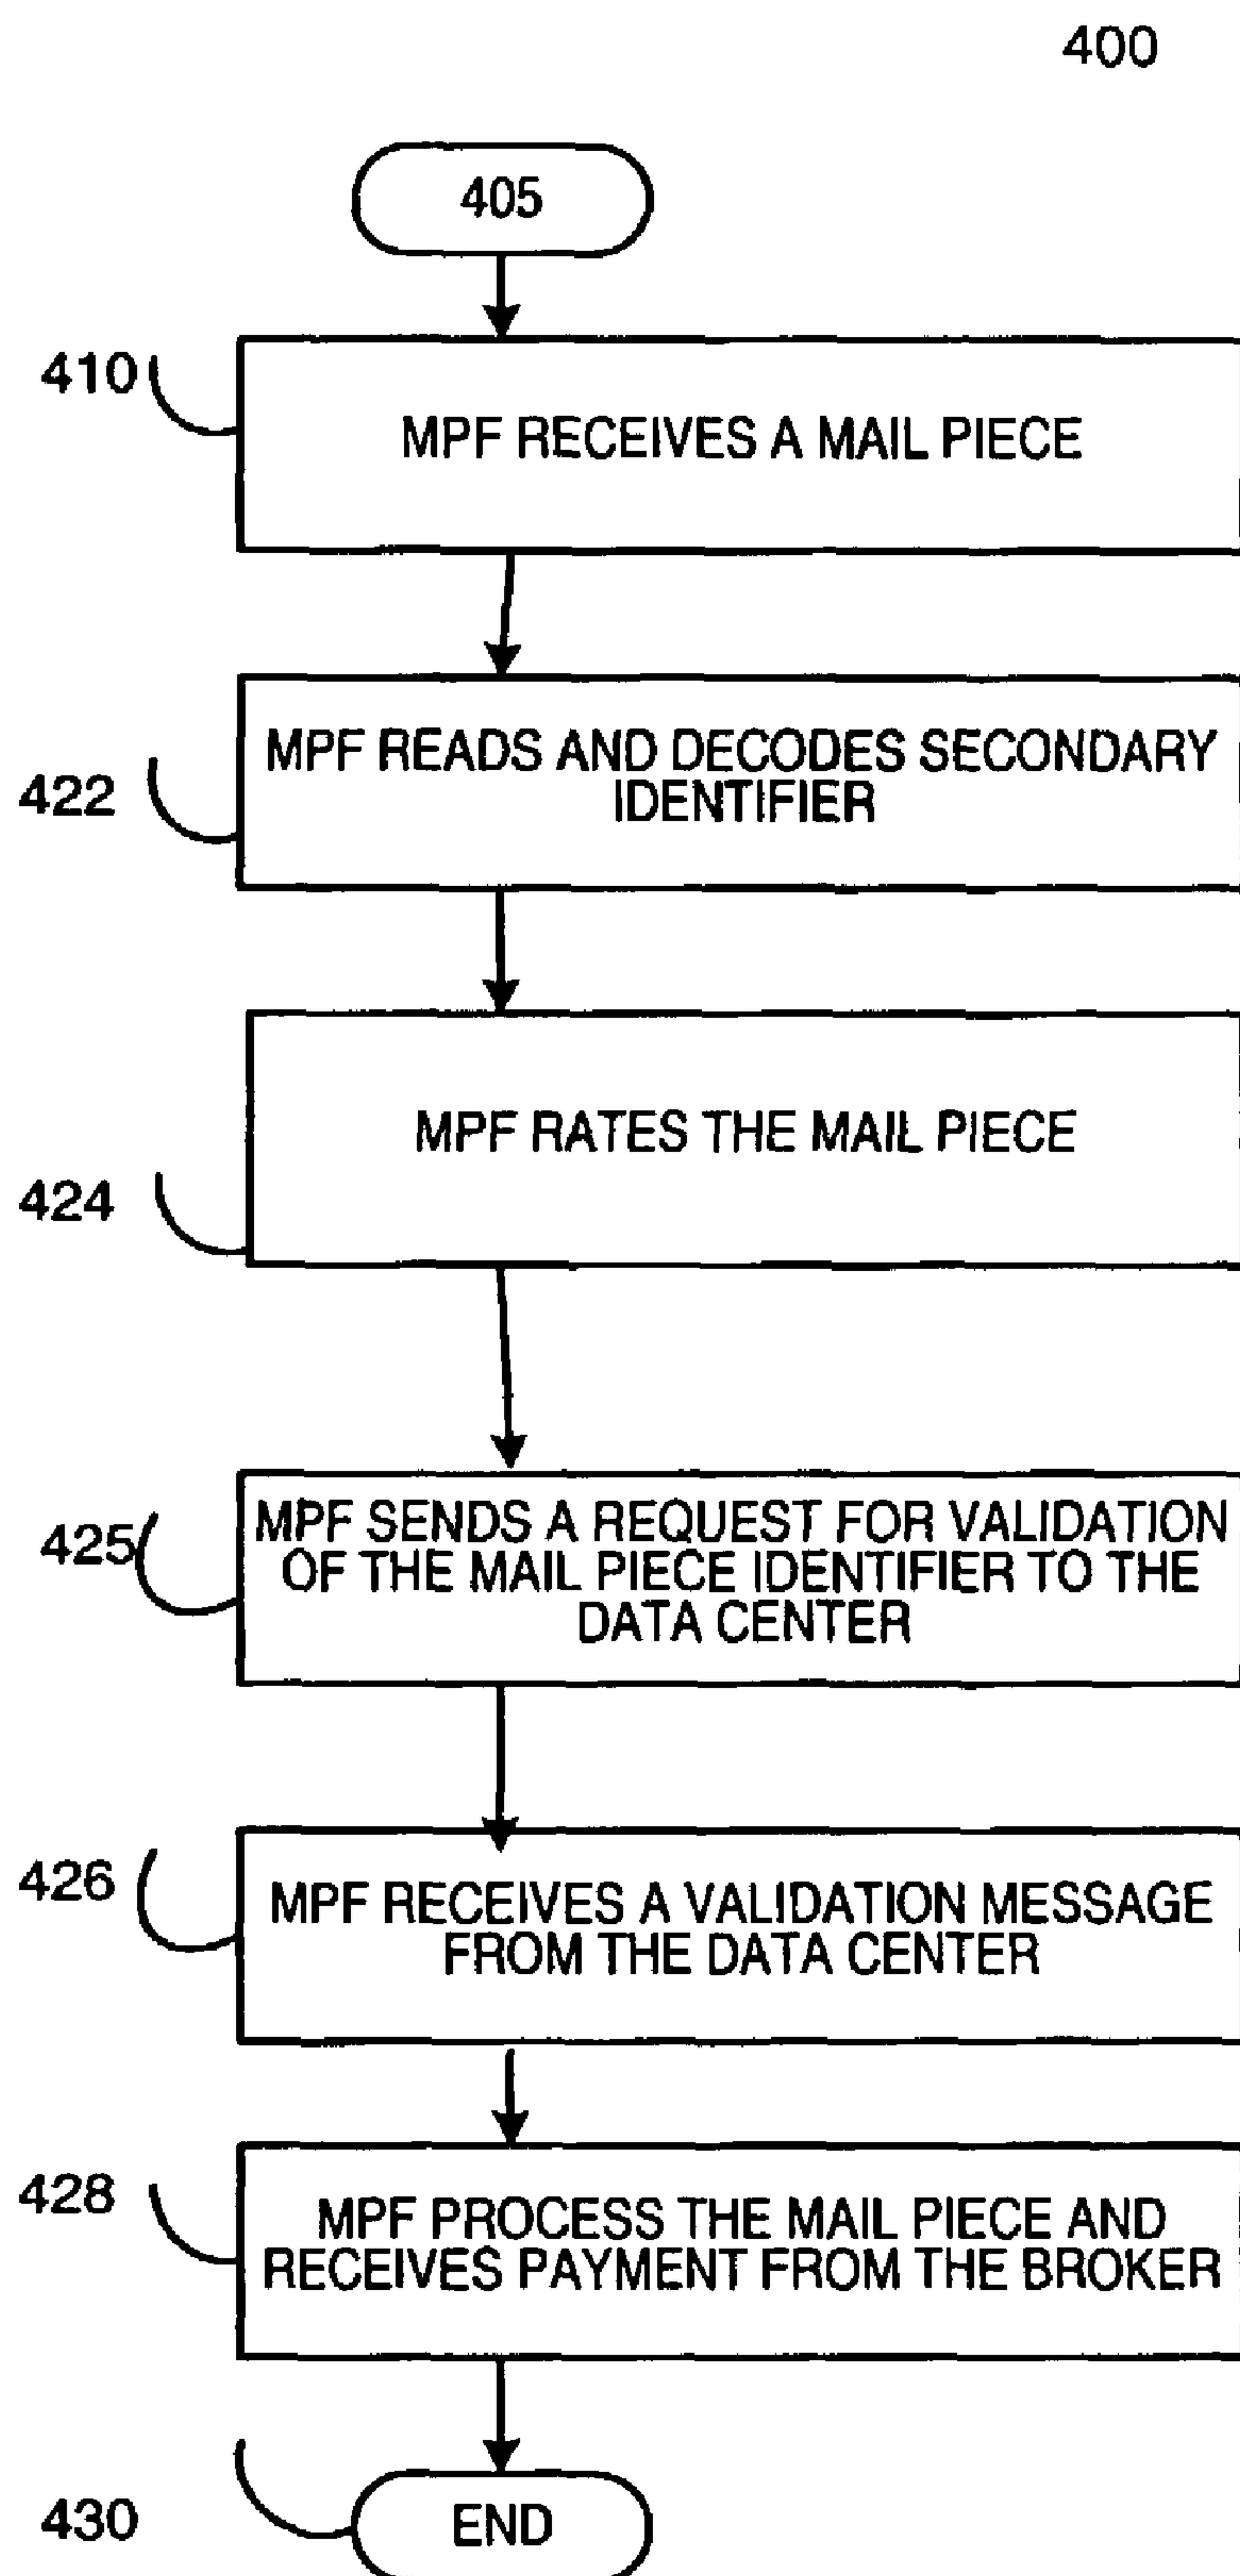 400
405
410
MPF RECEIVES A MAIL PIECE
422
MPF READS AND DECODES SECONDARY
IDENTIFIER
424
MPF RATES THE MAIL PIECE
425
MPF SENDS A REQUEST FOR VALIDATION
OF THE MAIL PIECE IDENTIFIER TO THE
DATA CENTER
426
MPF RECEIVES A VALIDATION MESSAGE
FROM THE DATA CENTER
428
MPF PROCESS THE MAIL PIECE AND
RECEIVES PAYMENT FROM THE BROKER
430
END